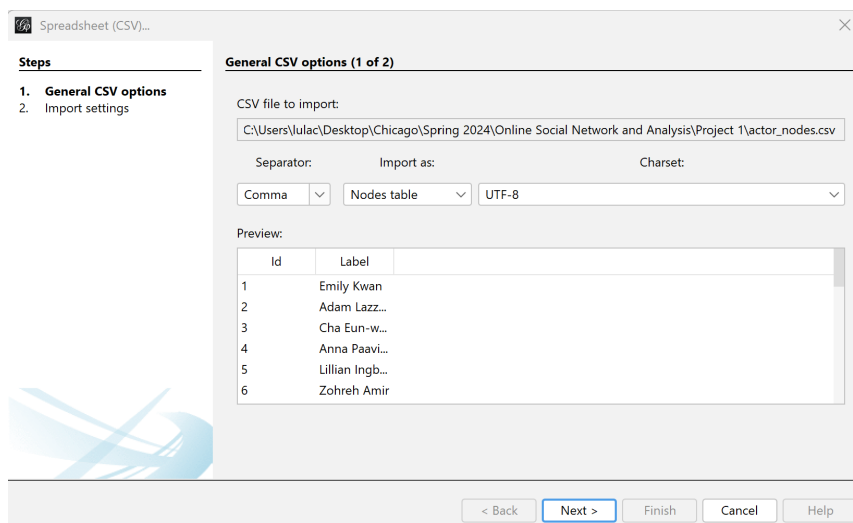 Spreadsheet (CSV)...
Steps
1. General CSV options
2. Import settings
General CSV options (1 of 2)
CSV file to import:
C:\Users\lulac\Desktop\Chicago\Spring 2024\Online Social Network and Analysis\Project 1\actor_nodes.csv
Separator: Import as: Charset:
Comma Nodes table UTF-8
Preview:
Id Label
1 Emily Kwan
2 Adam Lazz...
3 Cha Eun-w...
4 Anna Paavi...
5 Lillian Ingb...
6 Zohreh Amir
< Back Next > Finish Cancel Help